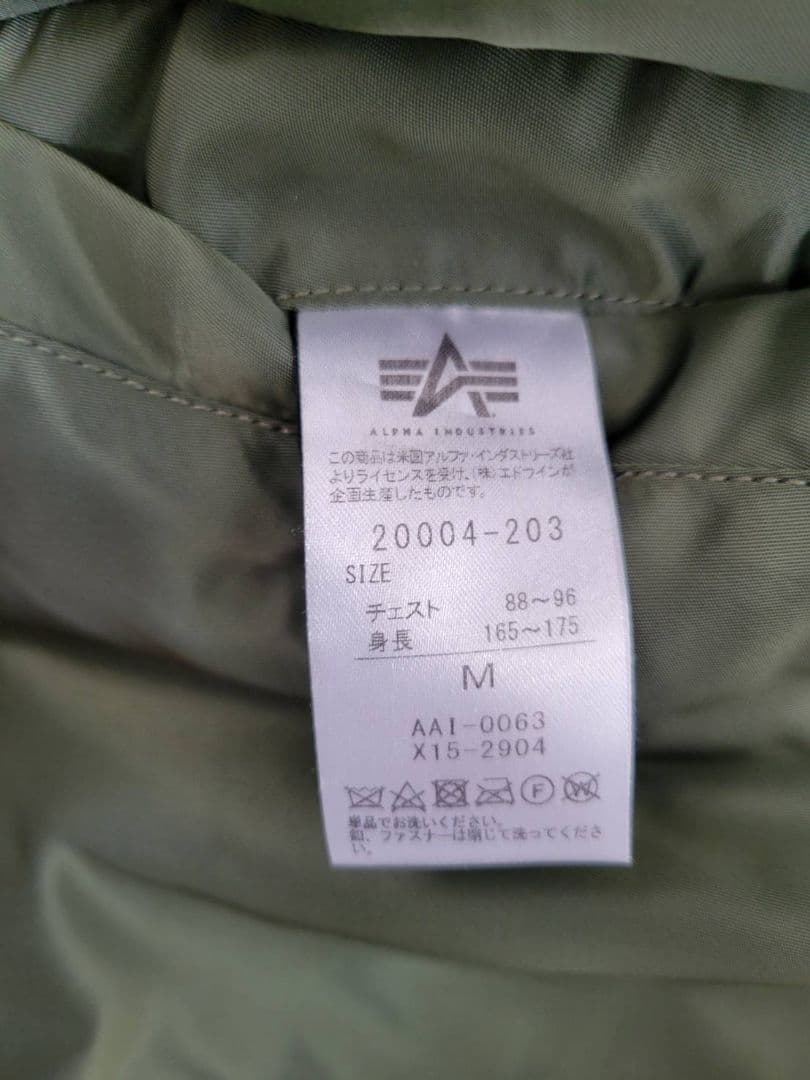 ALPHA INDUSTRIES
この商品は米国アルファ・インダストリーズ社
よりライセンスを受け、(株)エドウインが
企画生産したものです。
20004-203
SIZE
チェスト 88～96
身長 165～175
M
AAI-0063
X15-2904
F W
単品でお洗いください。
釦、ファスナーは閉じて洗ってくださ
い。